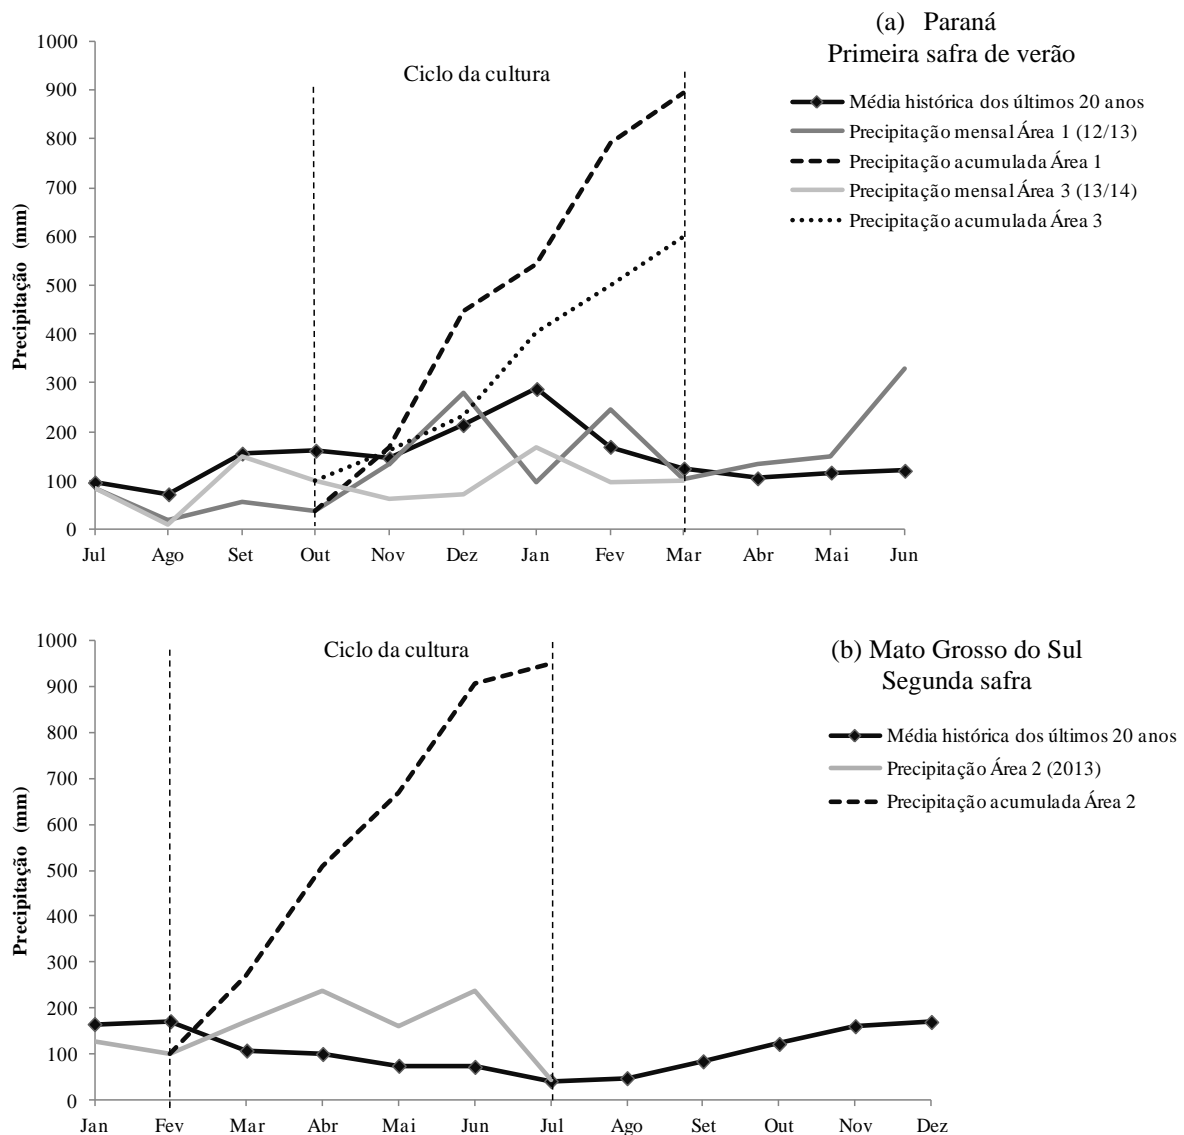 (a) Paraná
Primeira safra de verão
Ciclo da cultura
Média histórica dos últimos 20 anos
Precipitação mensal Área 1 (12/13)
Precipitação acumulada Área 1
Precipitação mensal Área 3 (13/14)
Precipitação acumulada Área 3
Precipitação (mm)
1000
900
800
700
600
500
400
300
200
100
0
Jul Ago Set Out Nov Dez Jan Fev Mar Abr Mai Jun
(b) Mato Grosso do Sul
Segunda safra
Ciclo da cultura
Média histórica dos últimos 20 anos
Precipitação Área 2 (2013)
Precipitação acumulada Área 2
Precipitação (mm)
1000
900
800
700
600
500
400
300
200
100
0
Jan Fev Mar Abr Mai Jun Jul Ago Set Out Nov Dez